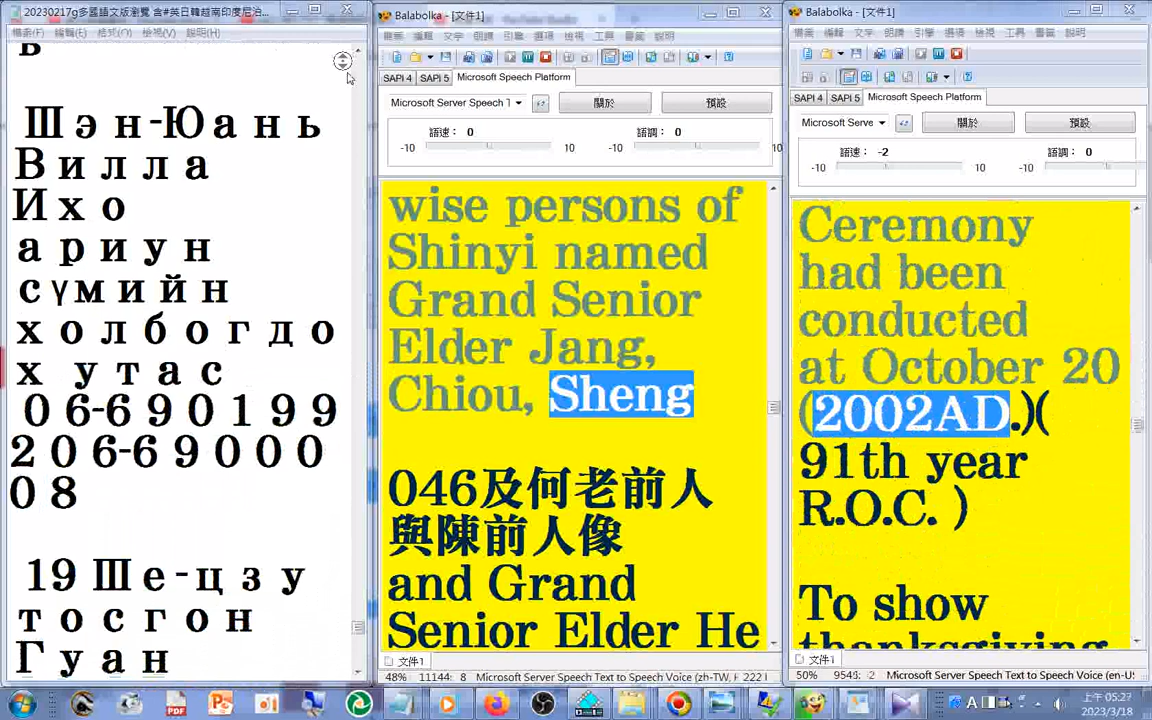 20230217g多國語文版瀏覽 含#英日韓越南印度尼泊...
檔案(F) 編輯(E) 格式(O) 檢視(V) 說明(H)
в
Шэн-Юань
Вилла
Ихо
ариун
сүмийн
холбогдо
х утас
06-690199
206-69000
08
19 Ше-цзу
тосгон
Гуан
Balabolka - [文件1]
檔案 編輯 文字 朗讀 引擎 選項 檢視 工具 書籤 說明
SAPI 4 SAPI 5 Microsoft Speech Platform
Microsoft Server Speech T 關於 預設
語速： 0 語調： 0
-10 10 -10 10
wise persons of
Shinyi named
Grand Senior
Elder Jang,
Chiou, Sheng
046及何老前人
與陳前人像
and Grand
Senior Elder He
文件1
48% 11144: 8 Microsoft Server Speech Text to Speech Voice (zh-TW, H 222 I
Balabolka - [文件1]
檔案 編輯 文字 朗讀 引擎 選項 檢視 工具 書籤 說明
SAPI 4 SAPI 5 Microsoft Speech Platform
Microsoft Serve 關於 預設
語速： -2 語調： 0
-10 10 -10
Ceremony
had been
conducted
at October 20
(2002AD.)(
91th year
R.O.C. )
To show
thanksgiving
文件1
50% 9545: 2 Microsoft Server Speech Text to Speech Voice (en-US
上午 05:27
2023/3/18